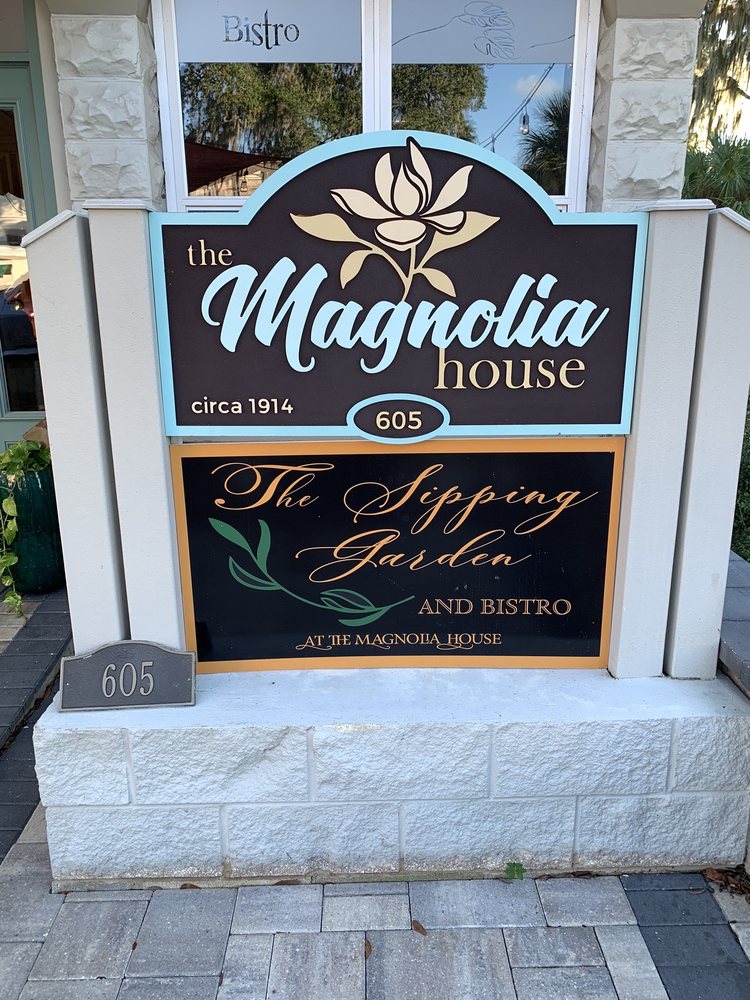 Bistro
the
Magnolia
house
circa 1914
605
The Sipping
Garden
AND BISTRO
AT THE MAGNOLIA HOUSE
605